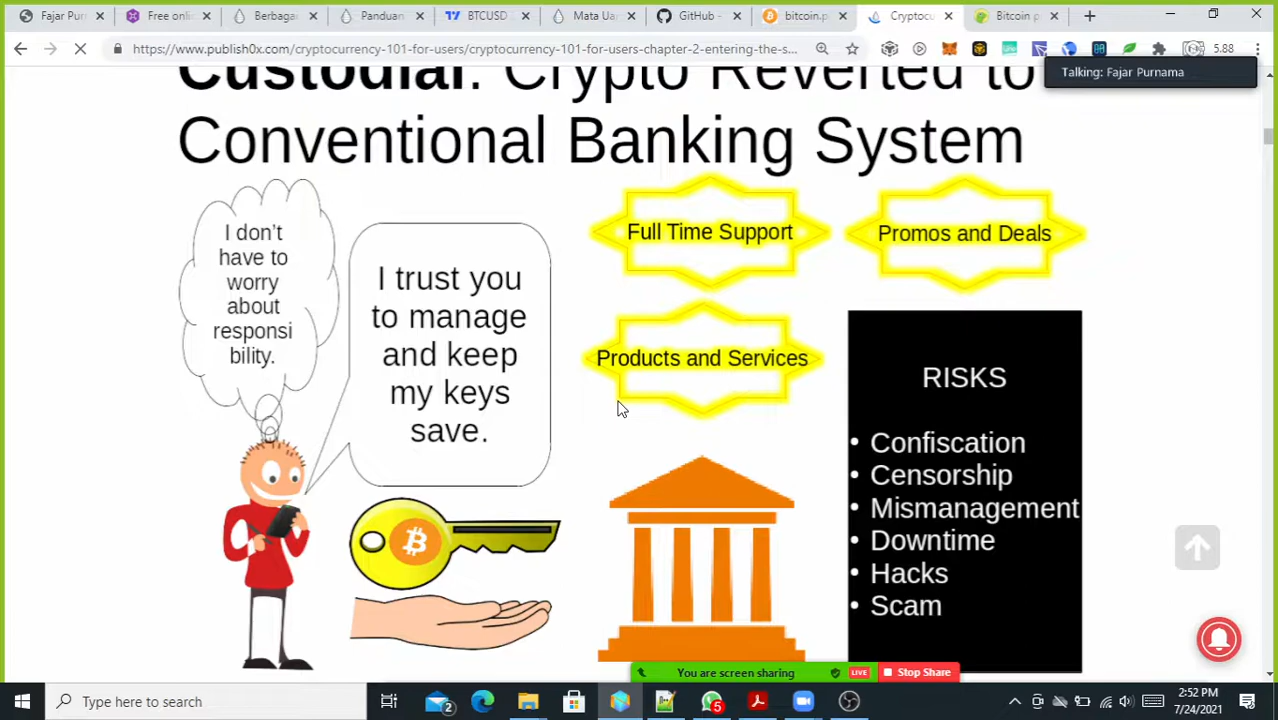 Fajar Pur
Free onli
Berbaga
Panduan
BTCUSD
Mata Ua
GitHub -
bitcoin.p
Cryptocu
Bitcoin p
https://www.publish0x.com/cryptocurrency-101-for-users/cryptocurrency-101-for-users-chapter-2-entering-the-s...
5.88
Talking: Fajar Purnama
Custodial: Crypto Reverted to
Conventional Banking System
I don't
have to
worry
about
responsi
bility.
I trust you
to manage
and keep
my keys
save.
Full Time Support
Promos and Deals
Products and Services
RISKS
• Confiscation
• Censorship
• Mismanagement
• Downtime
• Hacks
• Scam
You are screen sharing
LIVE
Stop Share
Type here to search
2
5
2:52 PM
7/24/2021